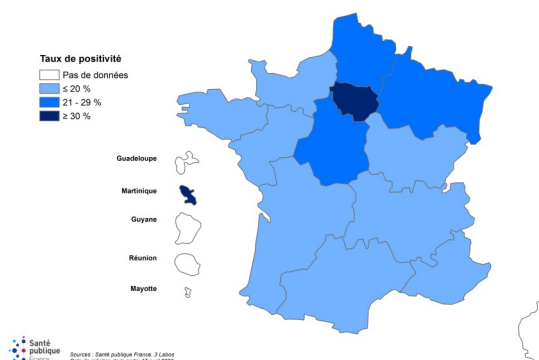 Taux de positivité
Pas de données
≤ 20 %
21 - 29 %
≥ 30 %
Guadeloupe
Martinique
Guyane
Réunion
Mayotte
Santé
publique
France
Sources : Santé publique France, 3 Labos